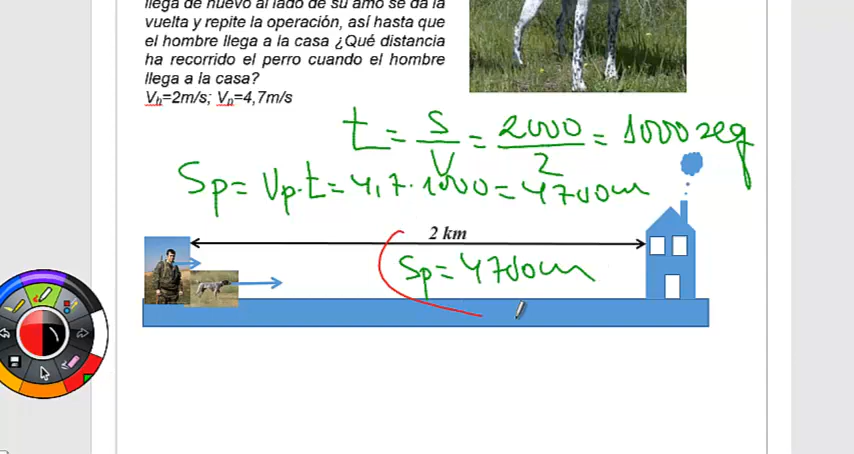 llega de nuevo al lado de su amo se da la
vuelta y repite la operación, así hasta que
el hombre llega a la casa ¿Qué distancia
ha recorrido el perro cuando el hombre
llega a la casa?
Vh=2m/s; Vp=4,7m/s
t = s/v = 2000/2 = 1000 seg
Sp = Vp·t = 4,7·1000 = 4700m
2 km
Sp = 4700m